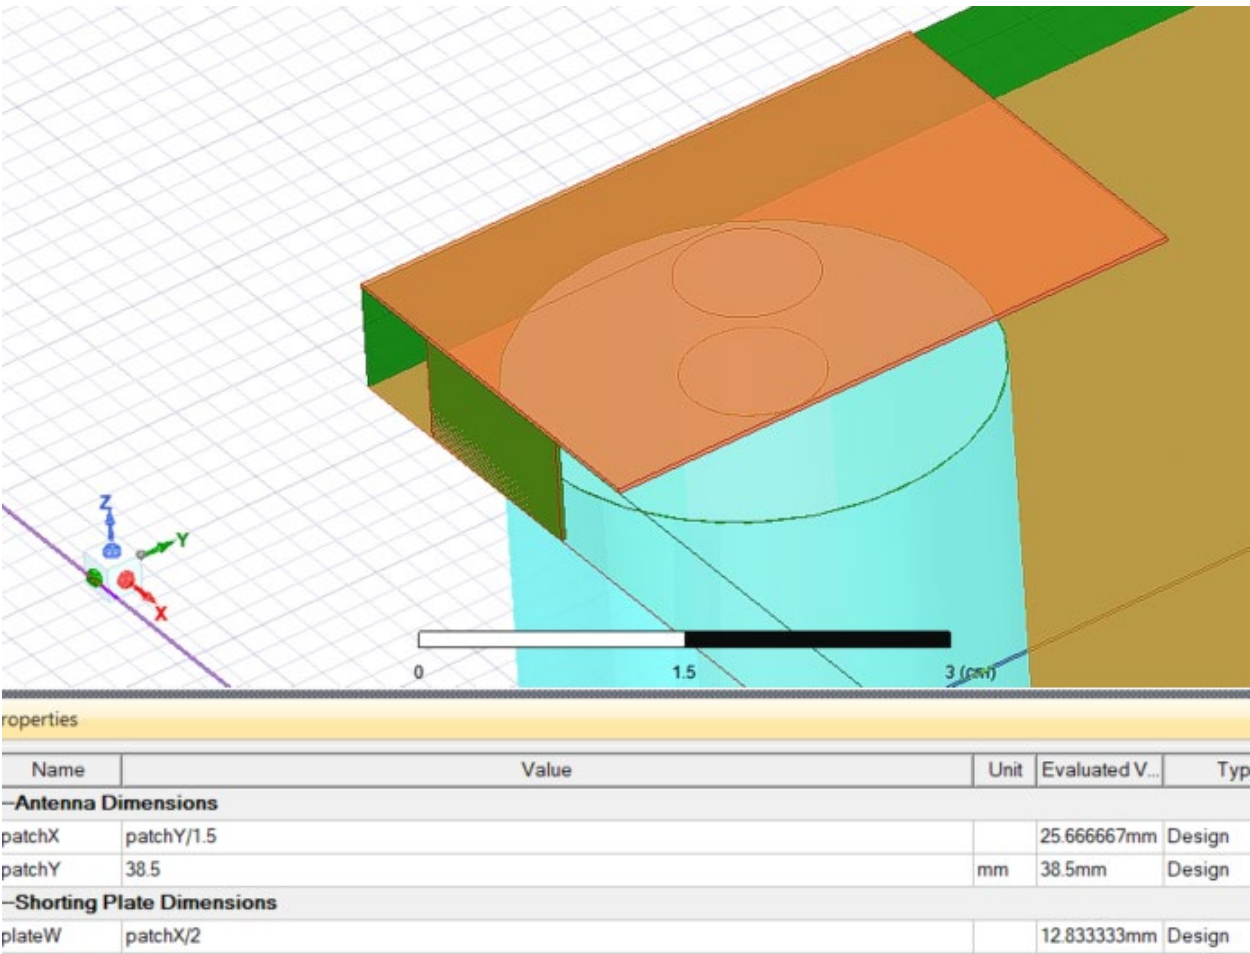 Z
Y
X
0 1.5 3 (cm)
roperties
Name Value Unit Evaluated V... Typ
Antenna Dimensions
patchX patchY/1.5 25.666667mm Design
patchY 38.5 mm 38.5mm Design
Shorting Plate Dimensions
plateW patchX/2 12.833333mm Design